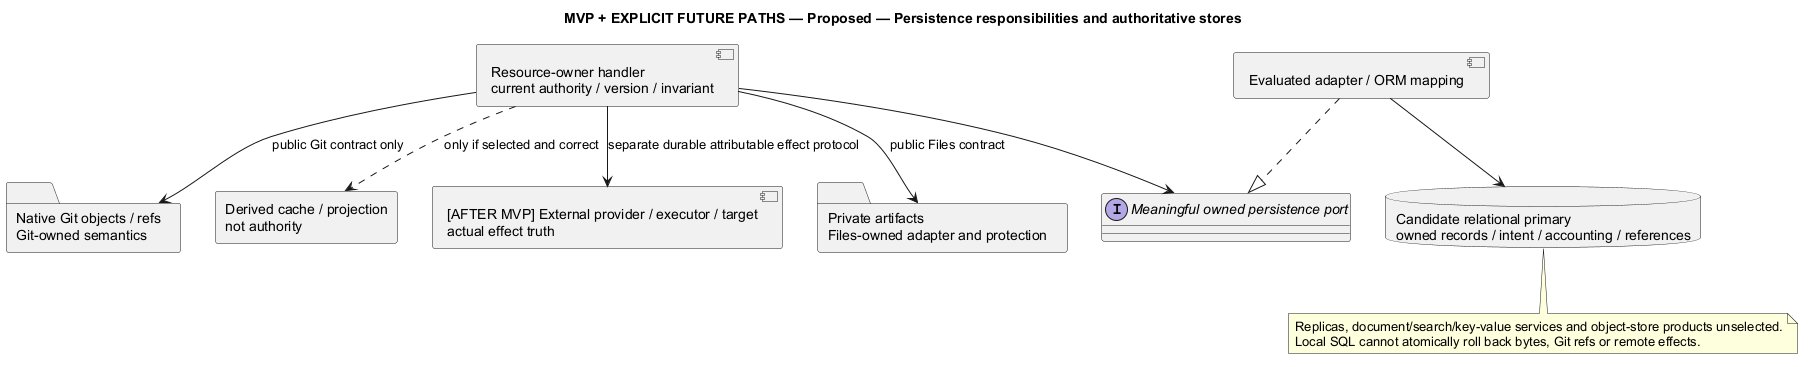 MVP + EXPLICIT FUTURE PATHS — Proposed — Persistence responsibilities and authoritative stores
Resource-owner handler
current authority / version / invariant
Evaluated adapter / ORM mapping
public Git contract only
only if selected and correct
separate durable attributable effect protocol
public Files contract
Native Git objects / refs
Git-owned semantics
Derived cache / projection
not authority
[AFTER MVP] External provider / executor / target
actual effect truth
Private artifacts
Files-owned adapter and protection
I Meaningful owned persistence port
Candidate relational primary
owned records / intent / accounting / references
Replicas, document/search/key-value services and object-store products unselected.
Local SQL cannot atomically roll back bytes, Git refs or remote effects.